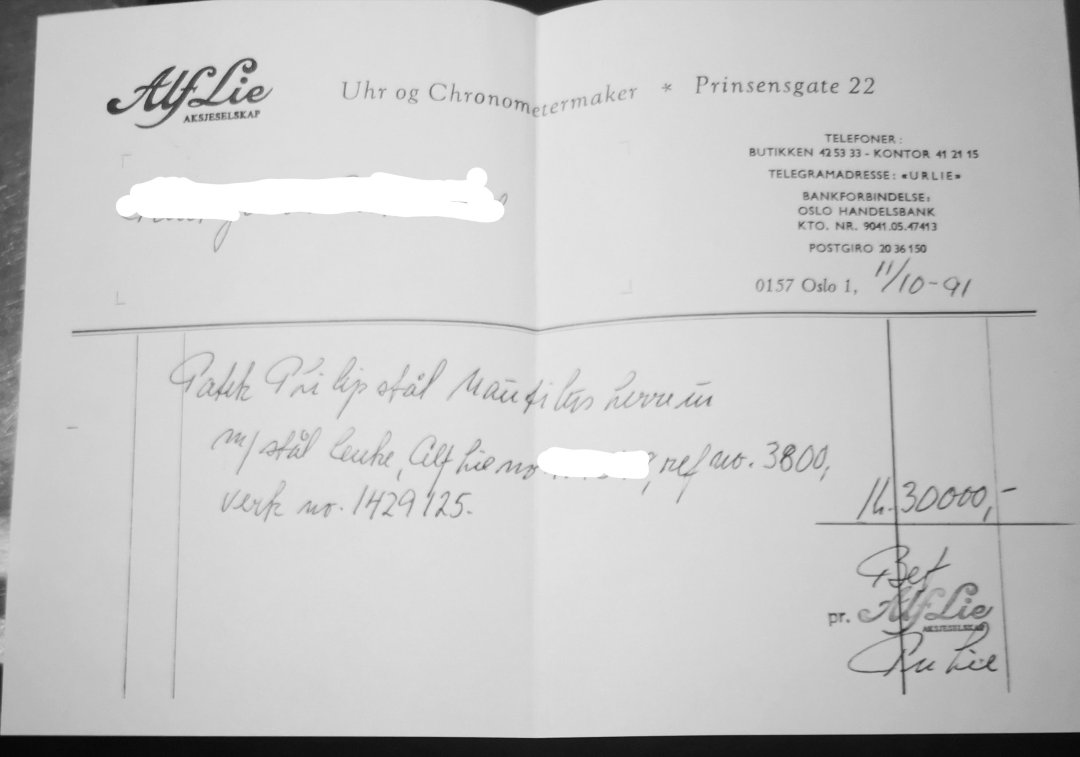 Alf Lie
AKSJESELSKAP
Uhr og Chronometermaker * Prinsensgate 22
TELEFONER:
BUTIKKEN 42 53 33 - KONTOR 41 21 15
TELEGRAMADRESSE: «URLIE»
BANKFORBINDELSE:
OSLO HANDELSBANK
KTO. NR. 9041.05.47413
POSTGIRO 20 36 150
0157 Oslo 1, 11/10-91
Patek Philip stål Nautilus herreur
m/ stål lenke, Alf Lie no ref no. 3800,
verk no. 1429125.
Kr. 30000,-
Bet
pr. Alf Lie
AKSJESELSKAP
Lie